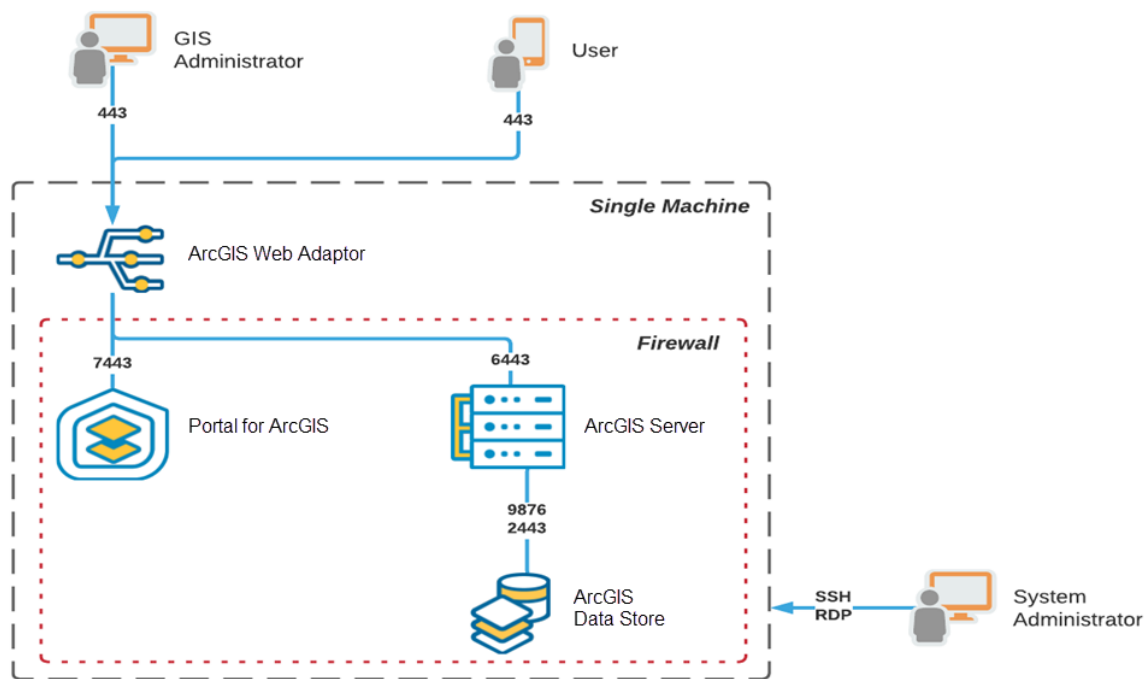 GIS
Administrator
User
443
443
Single Machine
ArcGIS Web Adaptor
Firewall
7443
6443
Portal for ArcGIS
ArcGIS Server
9876
2443
ArcGIS
Data Store
SSH
RDP
System
Administrator